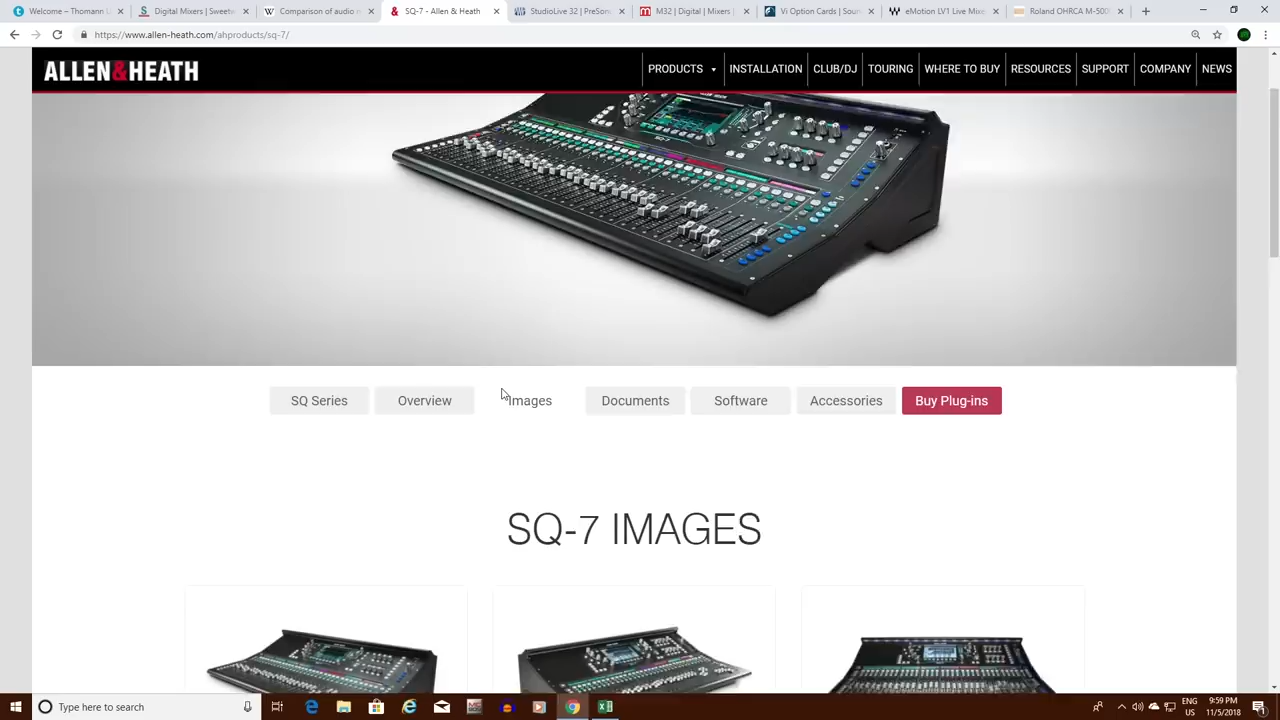 Welcome – Thomann U
Digital Mixers | Sweetw
Comparison of audio m
SQ-7 - Allen & Heath
StudioLive 32 | PreSon
M32 | Digital | Mixers |
Vi Option Cards | Soun
eMotion LV1 Live Mixe
Roland OHRCA M-5000
https://www.allen-heath.com/ahproducts/sq-7/
ALLEN&HEATH
PRODUCTS
INSTALLATION
CLUB/DJ
TOURING
WHERE TO BUY
RESOURCES
SUPPORT
COMPANY
NEWS
SQ Series
Overview
Images
Documents
Software
Accessories
Buy Plug-ins
SQ-7 IMAGES
Type here to search
ENG
US
9:59 PM
11/5/2018